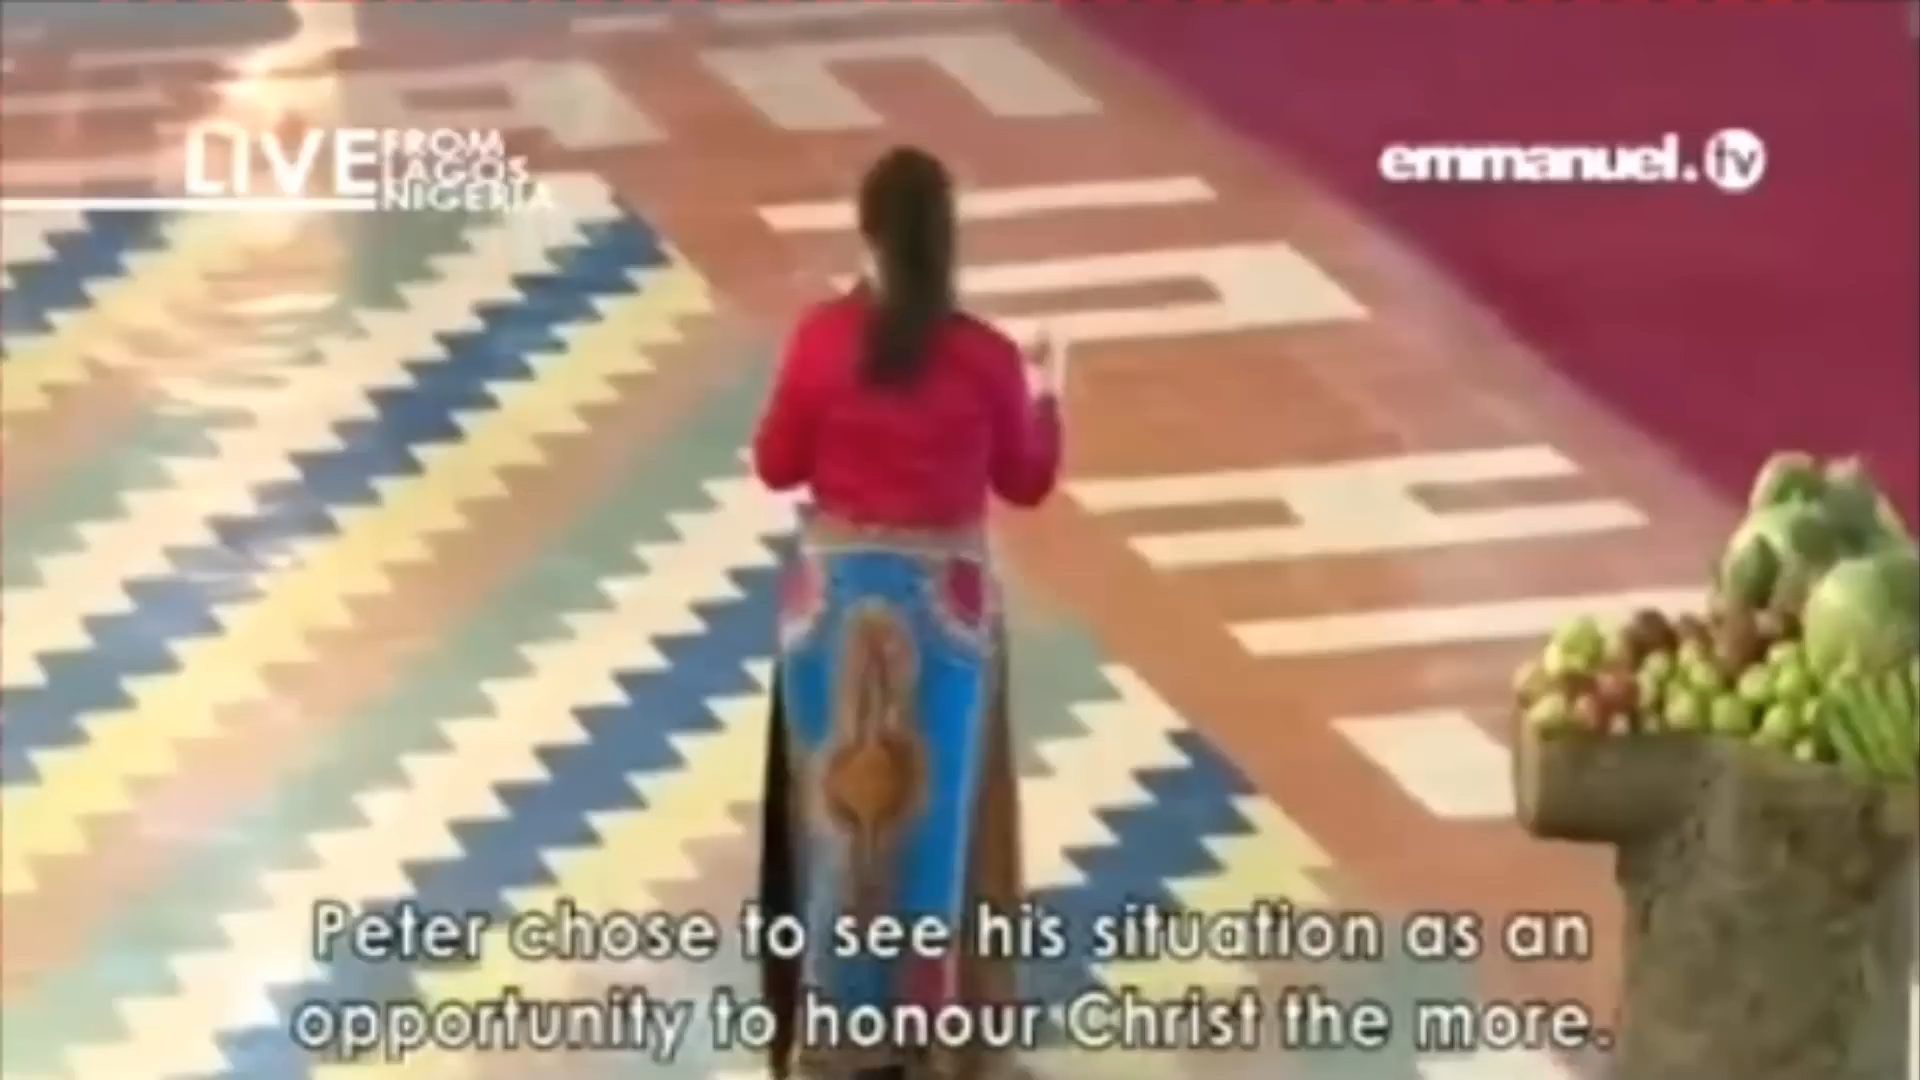 LIVE FROM LAGOS NIGERIA
emmanuel.tv
Peter chose to see his situation as an
opportunity to honour Christ the more.